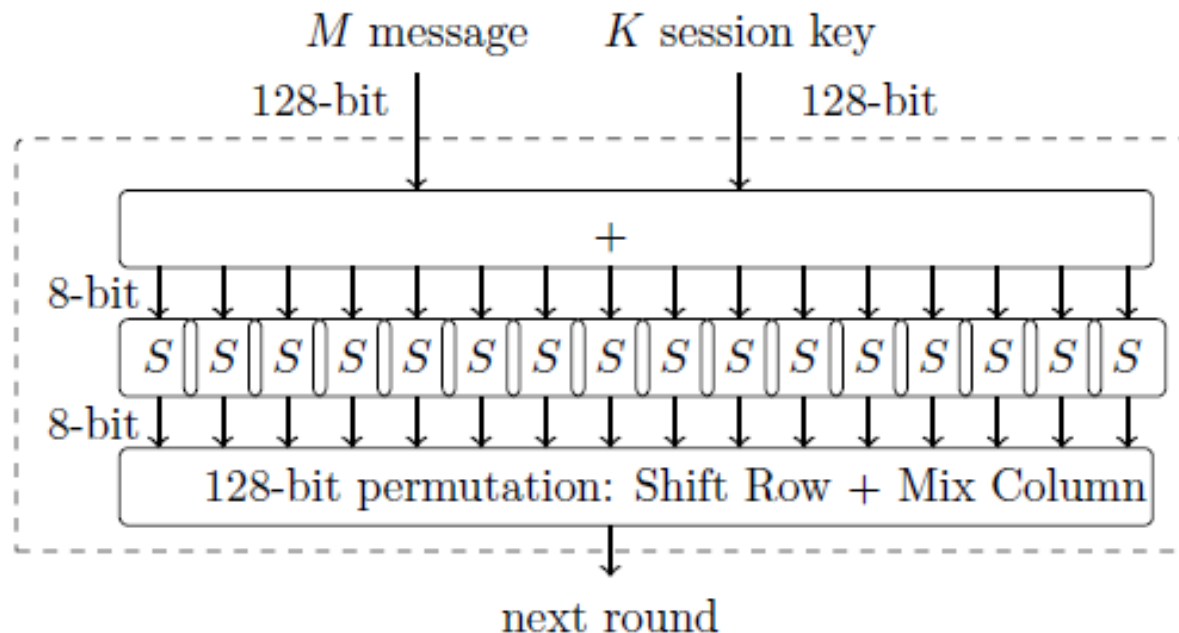 M message K session key
128-bit 128-bit
+
8-bit
S S S S S S S S S S S S S S S S
8-bit
128-bit permutation: Shift Row + Mix Column
next round